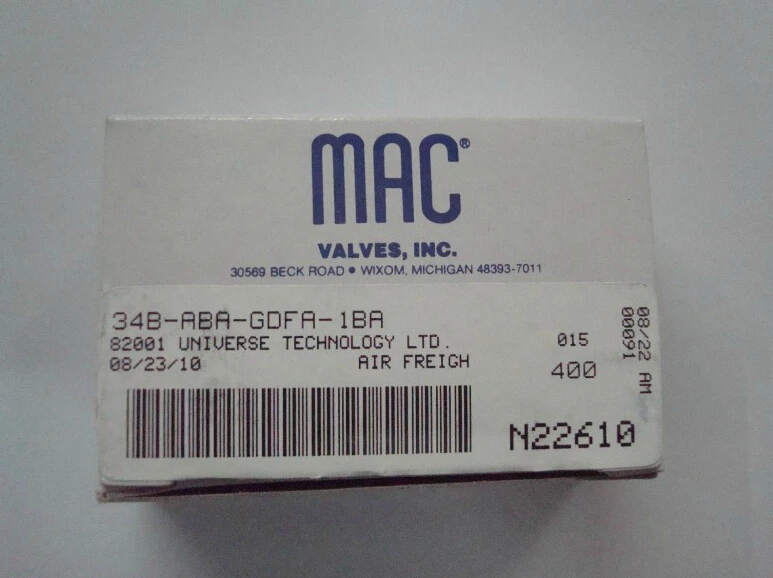 MAC®
VALVES, INC.
30569 BECK ROAD • WIXOM, MICHIGAN 48393-7011
34B-ABA-GDFA-1BA
82001 UNIVERSE TECHNOLOGY LTD.
08/23/10 AIR FREIGH
015
400
08/22 AM
00091
N22610